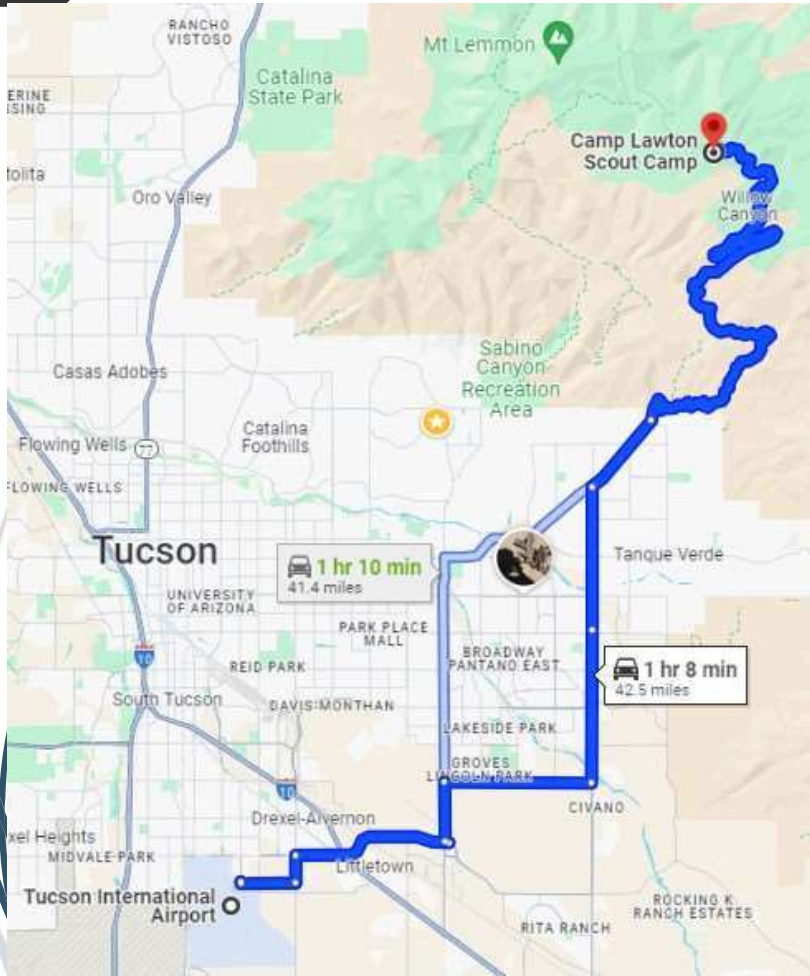 RANCHO
VISTOSO
Mt Lemmon
Catalina
State Park
ERINE
Camp Lawton
Scout Camp
Oro Valley
Willow
Canyon
Sabino
Canyon
Recreation
Area
Casas Adobes
Catalina
Foothills
Flowing Wells
77
FLOWING WELLS
Tucson
1 hr 10 min
41.4 miles
Tanque Verde
UNIVERSITY
OF ARIZONA
PARK PLACE
MALL
BROADWAY
PANTANO EAST
REID PARK
1 hr 8 min
42.5 miles
10
South Tucson
DAVIS-MONTHAN
LAKESIDE PARK
GROVES
LINCOLN PARK
10
CIVANO
Drexel-Alvernon
xel Heights
MIDVALE PARK
Littletown
Tucson International
Airport
ROCKING K
RANCH ESTATES
RITA RANCH